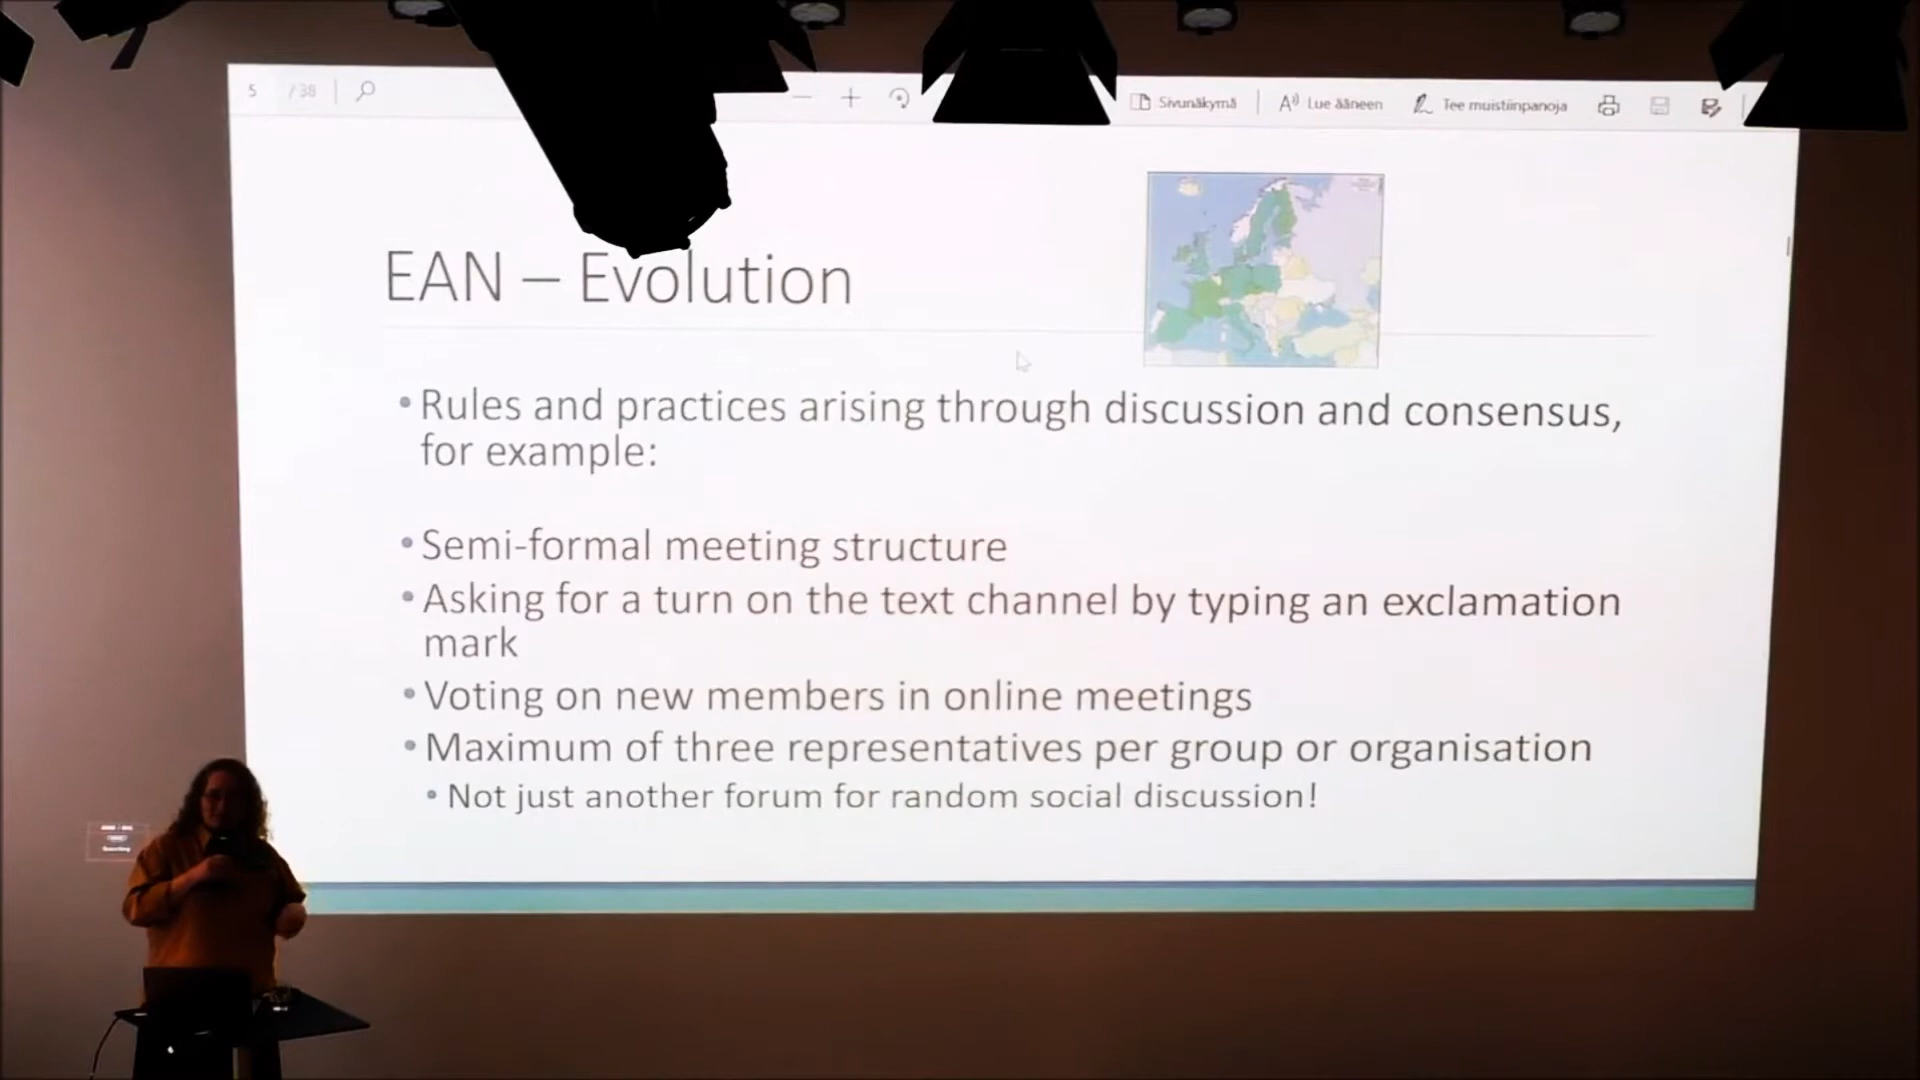 5 / 38
Sivunäkymä
Lue ääneen
Tee muistiinpanoja
EAN – Evolution
• Rules and practices arising through discussion and consensus,
for example:
• Semi-formal meeting structure
• Asking for a turn on the text channel by typing an exclamation
mark
• Voting on new members in online meetings
• Maximum of three representatives per group or organisation
• Not just another forum for random social discussion!